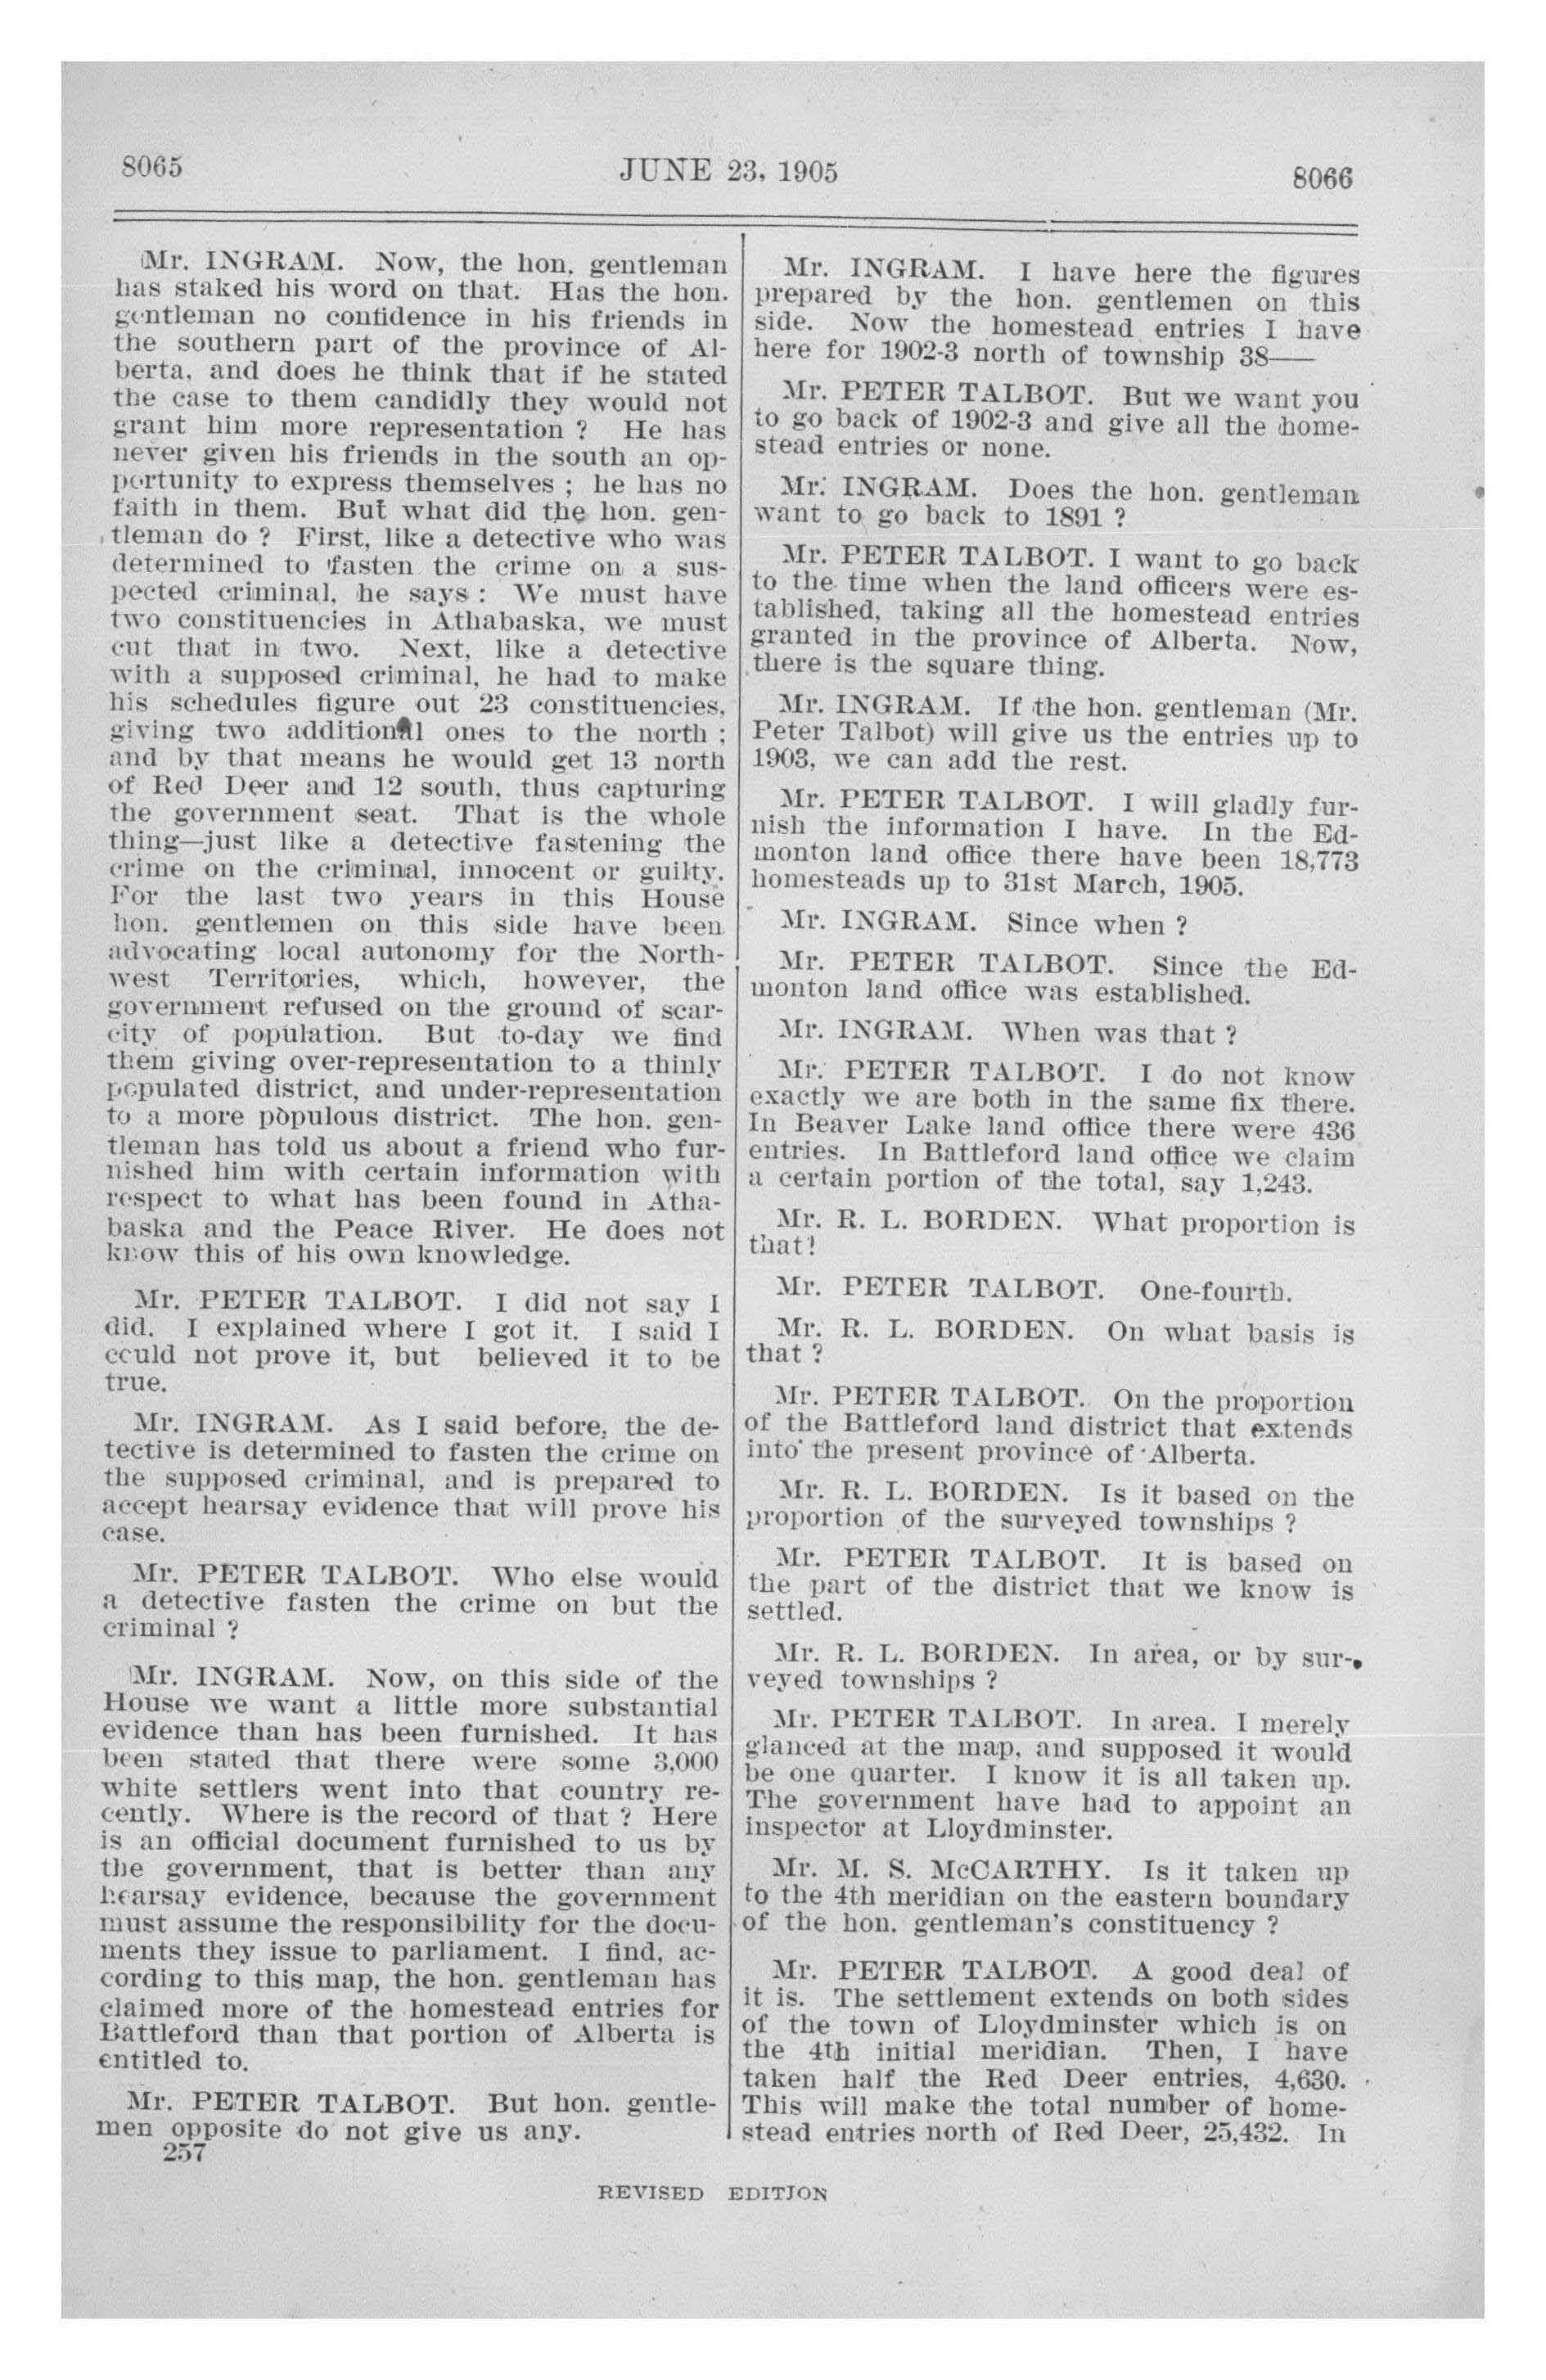 8065
JUNE 23, 1905
8066
Mr. INGRAM. Now, the hon. gentleman
has staked his word on that. Has the hon.
gentleman no confidence in his friends in
the southern part of the province of Al-
berta, and does he think that if he stated
the case to them candidly they would not
grant him more representation ? He has
never given his friends in the south an op-
portunity to express themselves ; he has no
faith in them. But what did the hon. gen-
tleman do ? First, like a detective who was
determined to fasten the crime on a sus-
pected criminal, he says : We must have
two constituencies in Athabaska, we must
cut that in two. Next, like a detective
with a supposed criminal, he had to make
his schedules figure out 23 constituencies,
giving two additional ones to the north ;
and by that means he would get 13 north
of Red Deer and 12 south, thus capturing
the government seat. That is the whole
thing—just like a detective fastening the
crime on the criminal, innocent or guilty.
For the last two years in this House
hon. gentlemen on this side have been
advocating local autonomy for the North-
west Territories, which, however, the
government refused on the ground of scar-
city of population. But to-day we find
them giving over-representation to a thinly
populated district, and under-representation
to a more populous district. The hon. gen-
tleman has told us about a friend who fur-
nished him with certain information with
respect to what has been found in Atha-
baska and the Peace River. He does not
know this of his own knowledge.
Mr. PETER TALBOT. I did not say I
did. I explained where I got it. I said I
could not prove it, but believed it to be
true.
Mr. INGRAM. As I said before, the de-
tective is determined to fasten the crime on
the supposed criminal, and is prepared to
accept hearsay evidence that will prove his
case.
Mr. PETER TALBOT. Who else would
a detective fasten the crime on but the
criminal ?
Mr. INGRAM. Now, on this side of the
House we want a little more substantial
evidence than has been furnished. It has
been stated that there were some 3,000
white settlers went into that country re-
cently. Where is the record of that ? Here
is an official document furnished to us by
the government, that is better than any
hearsay evidence, because the government
must assume the responsibility for the docu-
ments they issue to parliament. I find, ac-
cording to this map, the hon. gentleman has
claimed more of the homestead entries for
Battleford than that portion of Alberta is
entitled to.
Mr. PETER TALBOT. But hon. gentle-
men opposite do not give us any.
257
Mr. INGRAM. I have here the figures
prepared by the hon. gentlemen on this
side. Now the homestead entries I have
here for 1902-3 north of township 38——
Mr. PETER TALBOT. But we want you
to go back of 1902-3 and give all the home-
stead entries or none.
Mr. INGRAM. Does the hon. gentleman
want to go back to 1891 ?
Mr. PETER TALBOT. I want to go back
to the time when the land officers were es-
tablished, taking all the homestead entries
granted in the province of Alberta. Now,
there is the square thing.
Mr. INGRAM. If the hon. gentleman (Mr.
Peter Talbot) will give us the entries up to
1903, we can add the rest.
Mr. PETER TALBOT. I will gladly fur-
nish the information I have. In the Ed-
monton land office there have been 18,773
homesteads up to 31st March, 1905.
Mr. INGRAM. Since when ?
Mr. PETER TALBOT. Since the Ed-
monton land office was established.
Mr. INGRAM. When was that ?
Mr. PETER TALBOT. I do not know
exactly we are both in the same fix there.
In Beaver Lake land office there were 436
entries. In Battleford land office we claim
a certain portion of the total, say 1,243.
Mr. R. L. BORDEN. What proportion is
that!
Mr. PETER TALBOT. One-fourth.
Mr. R. L. BORDEN. On what basis is
that ?
Mr. PETER TALBOT. On the proportion
of the Battleford land district that extends
into the present province of Alberta.
Mr. R. L. BORDEN. Is it based on the
proportion of the surveyed townships ?
Mr. PETER TALBOT. It is based on
the part of the district that we know is
settled.
Mr. R. L. BORDEN. In area, or by sur-
veyed townships ?
Mr. PETER TALBOT. In area. I merely
glanced at the map, and supposed it would
be one quarter. I know it is all taken up.
The government have had to appoint an
inspector at Lloydminster.
Mr. M. S. McCARTHY. Is it taken up
to the 4th meridian on the eastern boundary
of the hon. gentleman's constituency ?
Mr. PETER TALBOT. A good deal of
it is. The settlement extends on both sides
of the town of Lloydminster which is on
the 4th initial meridian. Then, I have
taken half the Red Deer entries, 4,630.
This will make the total number of home-
stead entries north of Red Deer, 25,432. In
REVISED EDITION